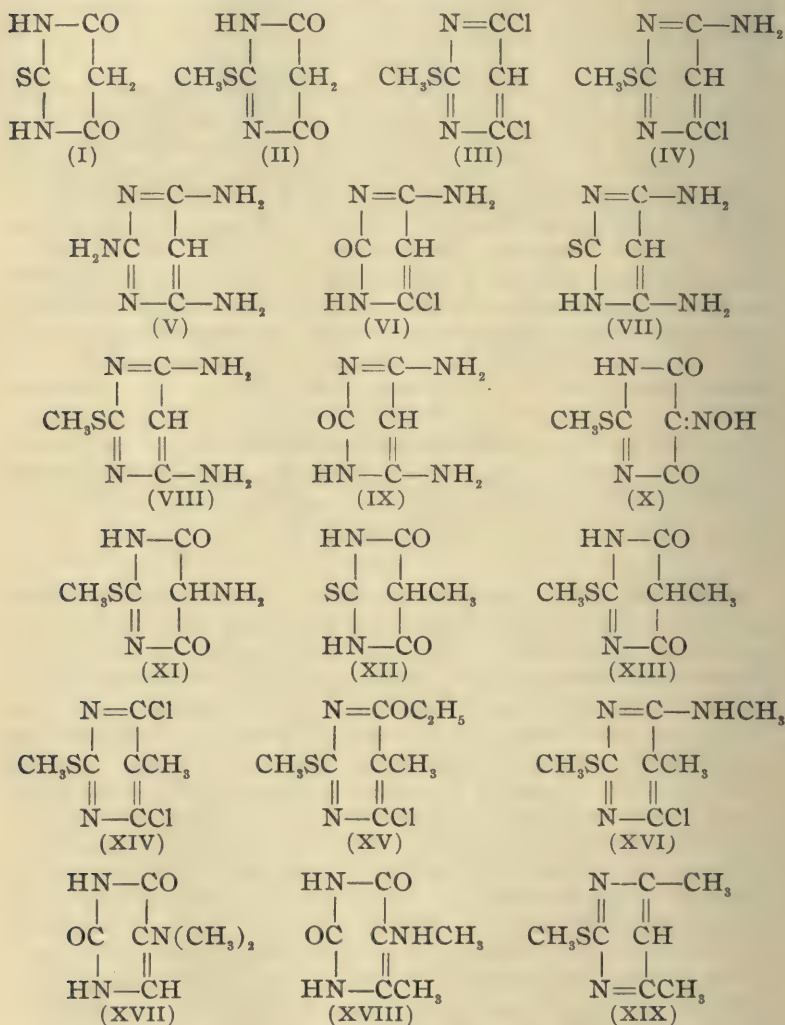 HN—CO HN—CO N=CCl N=C—NH₂
SC CH₂ CH₃SC CH₂ CH₃SC CH CH₃SC CH
HN—CO N—CO N—CCl N—CCl
(I) (II) (III) (IV)
N=C—NH₂ N=C—NH₂ N=C—NH₂
H₂NC CH OC CH SC CH
N—C—NH₂ HN—CCl HN—C—NH₂
(V) (VI) (VII)
N=C—NH₂ N=C—NH₂ HN—CO
CH₃SC CH OC CH CH₃SC C:NOH
N—C—NH₂ HN—C—NH₂ N—CO
(VIII) (IX) (X)
HN—CO HN—CO HN—CO
CH₃SC CHNH₂ SC CHCH₃ CH₃SC CHCH₃
N—CO HN—CO N—CO
(XI) (XII) (XIII)
N=CCl N=COC₂H₅ N=C—NHCH₃
CH₃SC CCH₃ CH₃SC CCH₃ CH₃SC CCH₃
N—CCl N—CCl N—CCl
(XIV) (XV) (XVI)
HN—CO HN—CO N—C—CH₃
OC CN(CH₃)₂ OC CNHCH₃ CH₃SC CH
HN—CH HN—CCH₃ N=CCH₃
(XVII) (XVIII) (XIX)